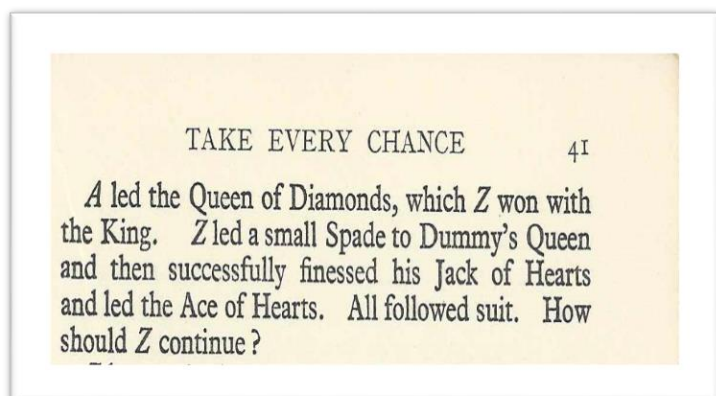 TAKE EVERY CHANCE 41
A led the Queen of Diamonds, which Z won with
the King. Z led a small Spade to Dummy's Queen
and then successfully finessed his Jack of Hearts
and led the Ace of Hearts. All followed suit. How
should Z continue?